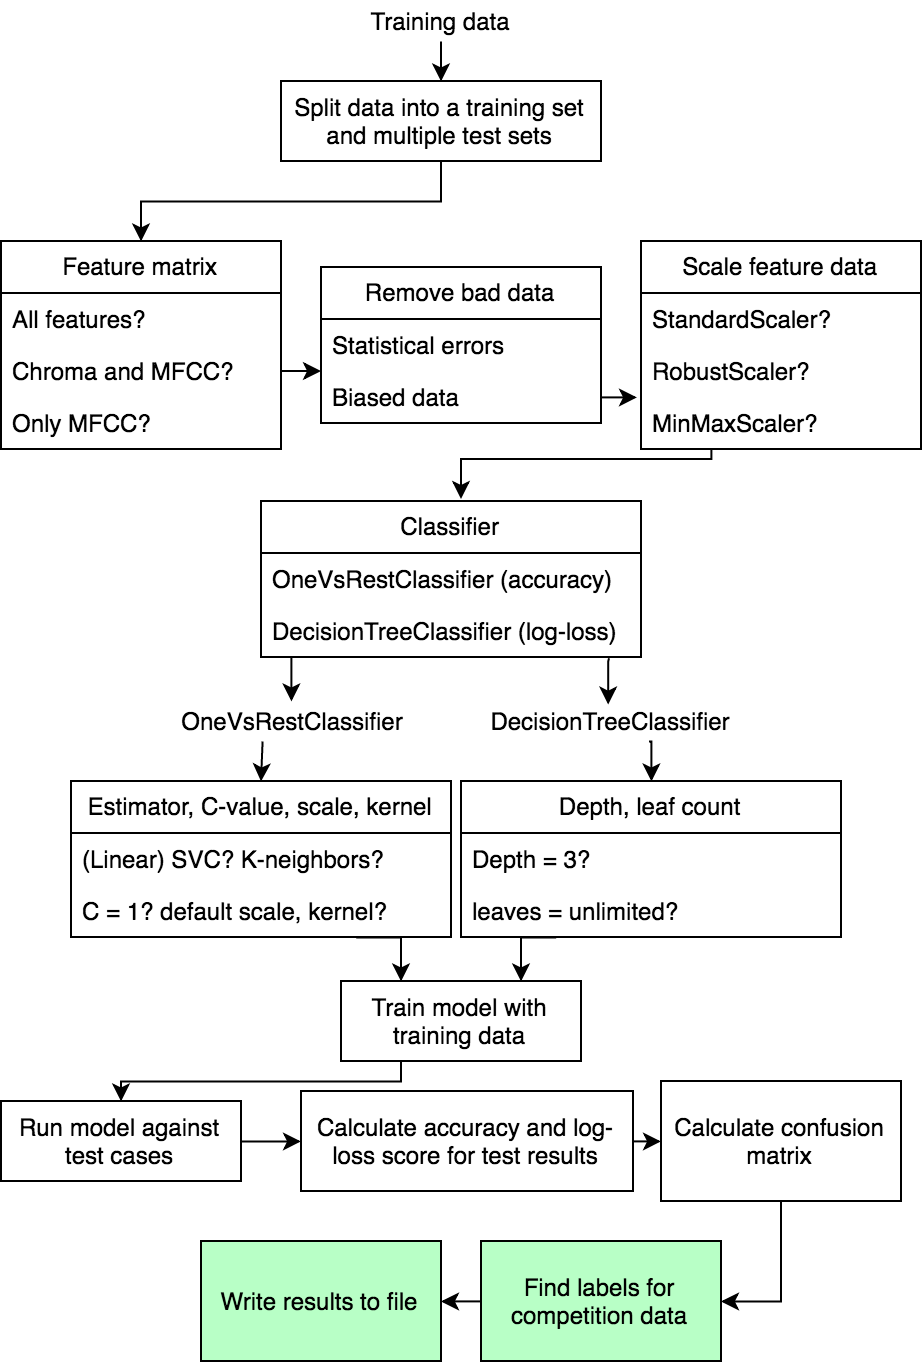 Training data
Split data into a training set
and multiple test sets
Feature matrix
All features?
Chroma and MFCC?
Only MFCC?
Remove bad data
Statistical errors
Biased data
Scale feature data
StandardScaler?
RobustScaler?
MinMaxScaler?
Classifier
OneVsRestClassifier (accuracy)
DecisionTreeClassifier (log-loss)
OneVsRestClassifier
DecisionTreeClassifier
Estimator, C-value, scale, kernel
(Linear) SVC? K-neighbors?
C = 1? default scale, kernel?
Depth, leaf count
Depth = 3?
leaves = unlimited?
Train model with
training data
Run model against
test cases
Calculate accuracy and log-
loss score for test results
Calculate confusion
matrix
Find labels for
competition data
Write results to file